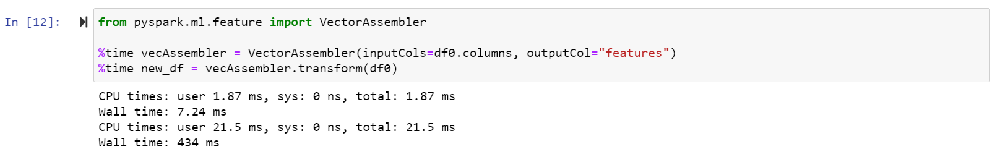 In [12]:
from pyspark.ml.feature import VectorAssembler
%time vecAssembler = VectorAssembler(inputCols=df0.columns, outputCol="features")
%time new_df = vecAssembler.transform(df0)
CPU times: user 1.87 ms, sys: 0 ns, total: 1.87 ms
Wall time: 7.24 ms
CPU times: user 21.5 ms, sys: 0 ns, total: 21.5 ms
Wall time: 434 ms